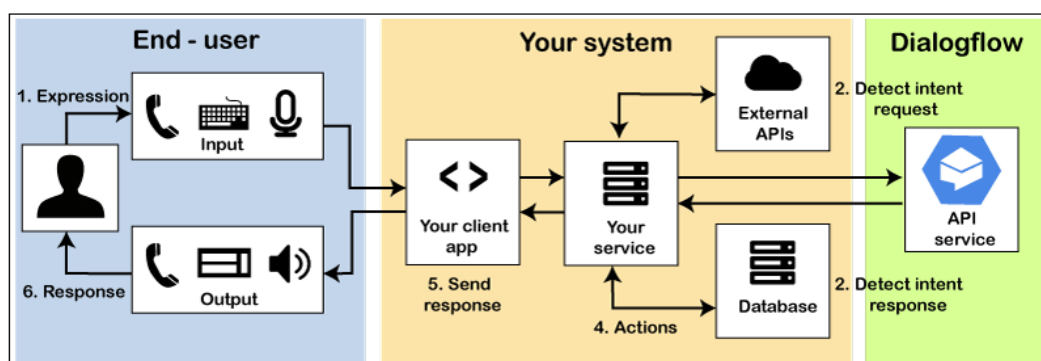 End - user
Your system
Dialogflow
1. Expression
Input
External
APIs
2. Detect intent
request
< >
Your client
app
Your
service
API
service
6. Response
Output
5. Send
response
4. Actions
Database
2. Detect intent
response